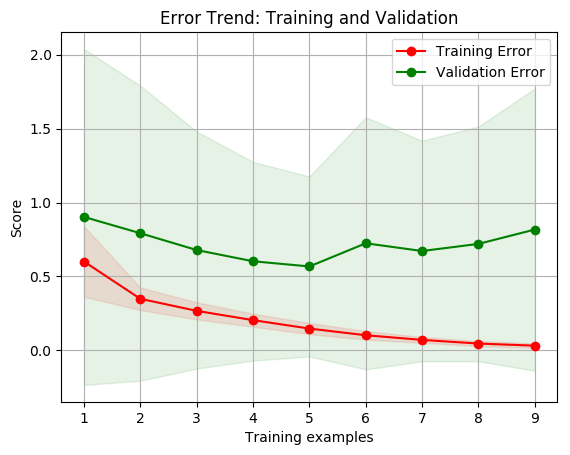 Error Trend: Training and Validation
Training Error
Validation Error
Score
2.0
1.5
1.0
0.5
0.0
1 2 3 4 5 6 7 8 9
Training examples